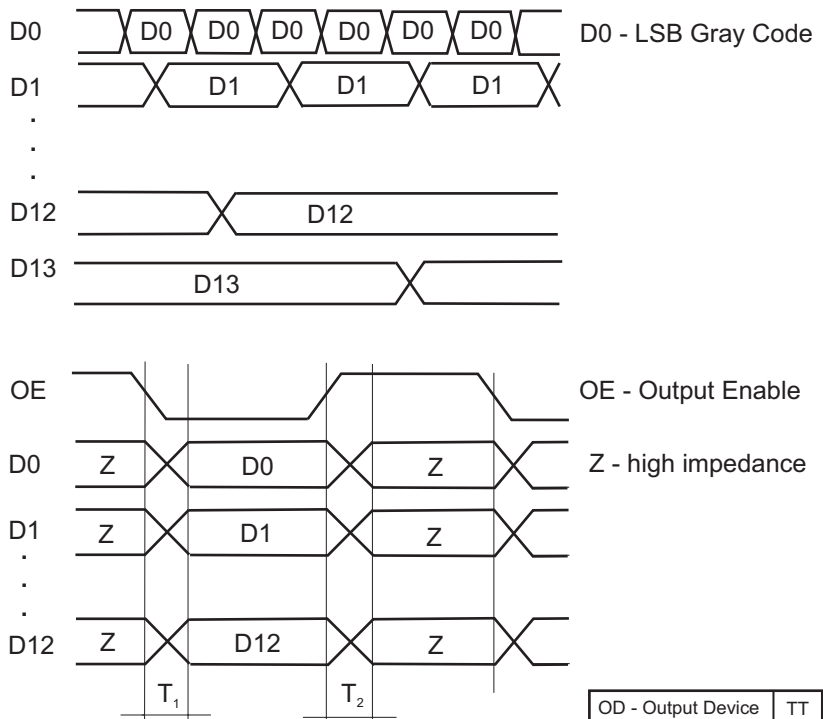 D0 D0 D0 D0 D0 D0 D0 D0 - LSB Gray Code
D1 D1 D1 D1
.
.
.
D12 D12
D13 D13
OE OE - Output Enable
D0 Z D0 Z Z - high impedance
D1 Z D1 Z
.
.
.
D12 Z D12 Z
T1 T2
OD - Output Device TT